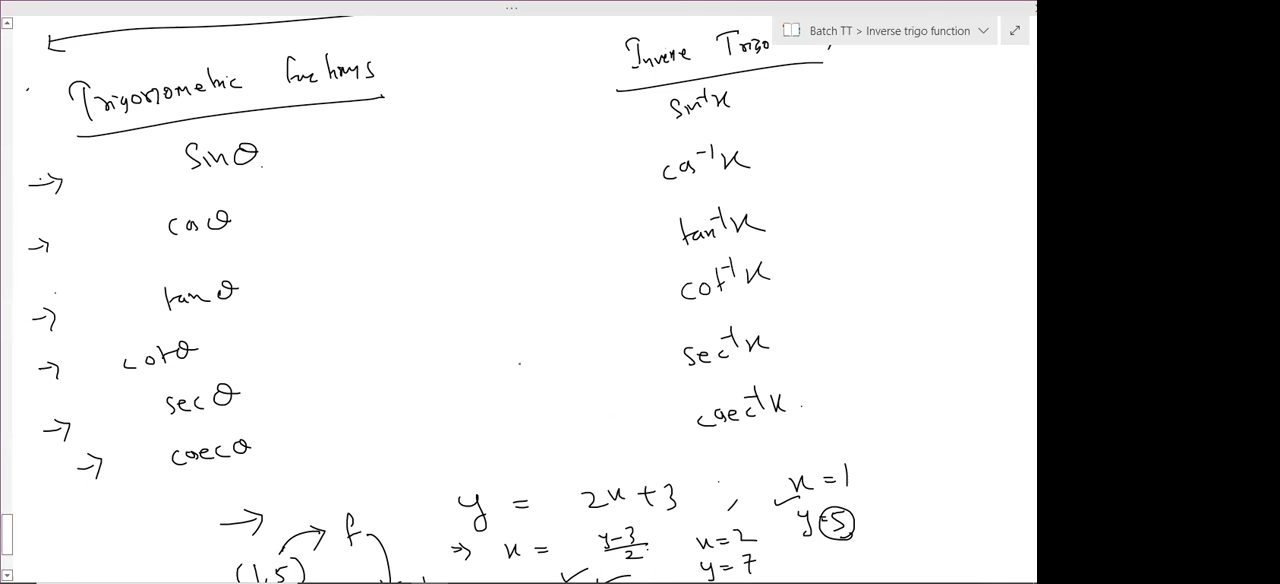 Batch TT > Inverse trigo function
Trigonometric functions
Inverse Trigo
sinθ
sin⁻¹x
cosθ
cos⁻¹x
tanθ
tan⁻¹x
cotθ
cot⁻¹x
secθ
sec⁻¹x
cosecθ
cosec⁻¹x
→ y = 2x + 3 , x = 1
y = 5
f
⇒ x = y-3/2 x = 2
y = 7
(1,5)